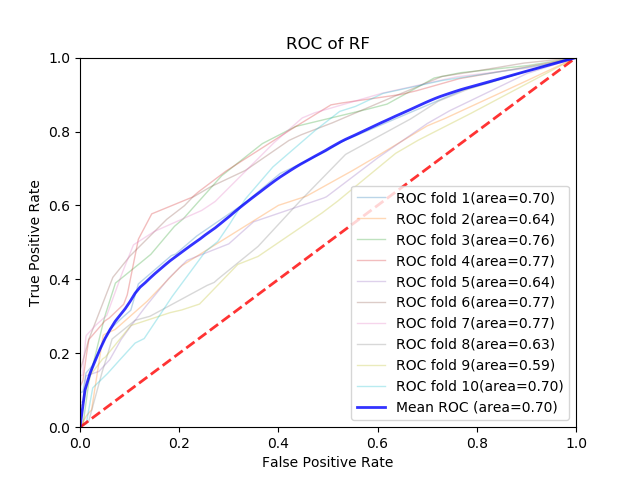 ROC of RF
1.0
0.8
0.6
0.4
0.2
0.0
True Positive Rate
ROC fold 1(area=0.70)
ROC fold 2(area=0.64)
ROC fold 3(area=0.76)
ROC fold 4(area=0.77)
ROC fold 5(area=0.64)
ROC fold 6(area=0.77)
ROC fold 7(area=0.77)
ROC fold 8(area=0.63)
ROC fold 9(area=0.59)
ROC fold 10(area=0.70)
Mean ROC (area=0.70)
0.0 0.2 0.4 0.6 0.8 1.0
False Positive Rate